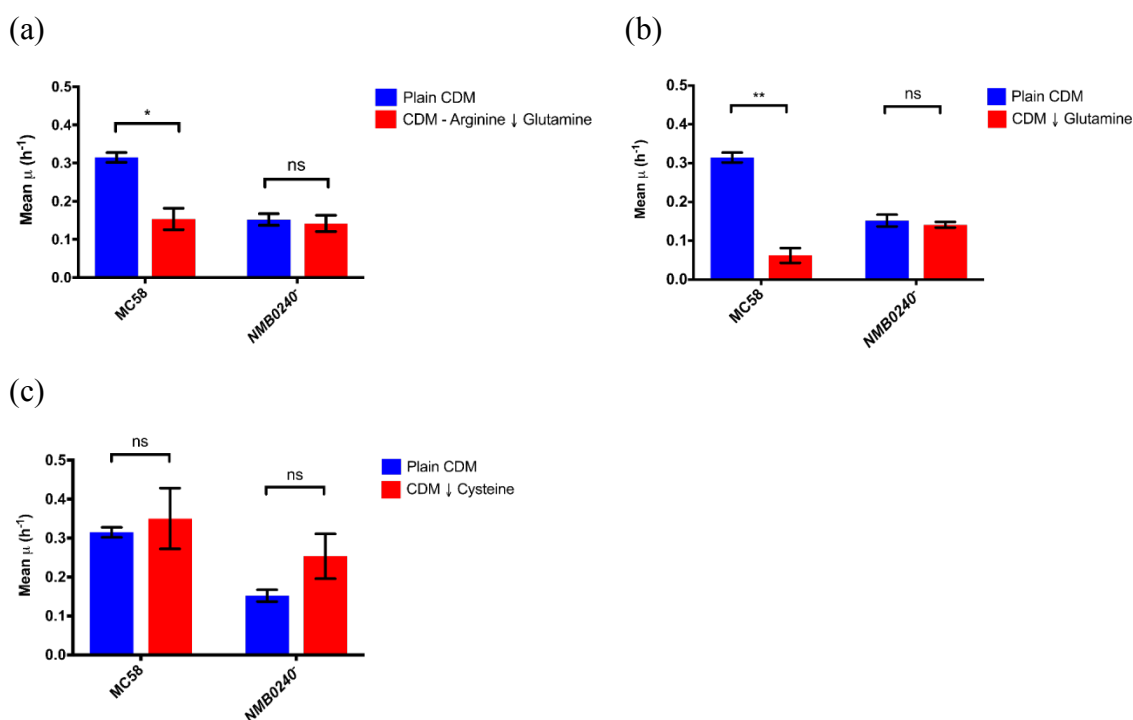 (a)
0.5
0.4
0.3
0.2
0.1
0.0
Mean μ (h⁻¹)
*
ns
MC58
NMB0240⁻
Plain CDM
CDM - Arginine ↓ Glutamine
(b)
0.5
0.4
0.3
0.2
0.1
0.0
Mean μ (h⁻¹)
**
ns
MC58
NMB0240⁻
Plain CDM
CDM ↓ Glutamine
(c)
0.5
0.4
0.3
0.2
0.1
0.0
Mean μ (h⁻¹)
ns
ns
MC58
NMB0240⁻
Plain CDM
CDM ↓ Cysteine